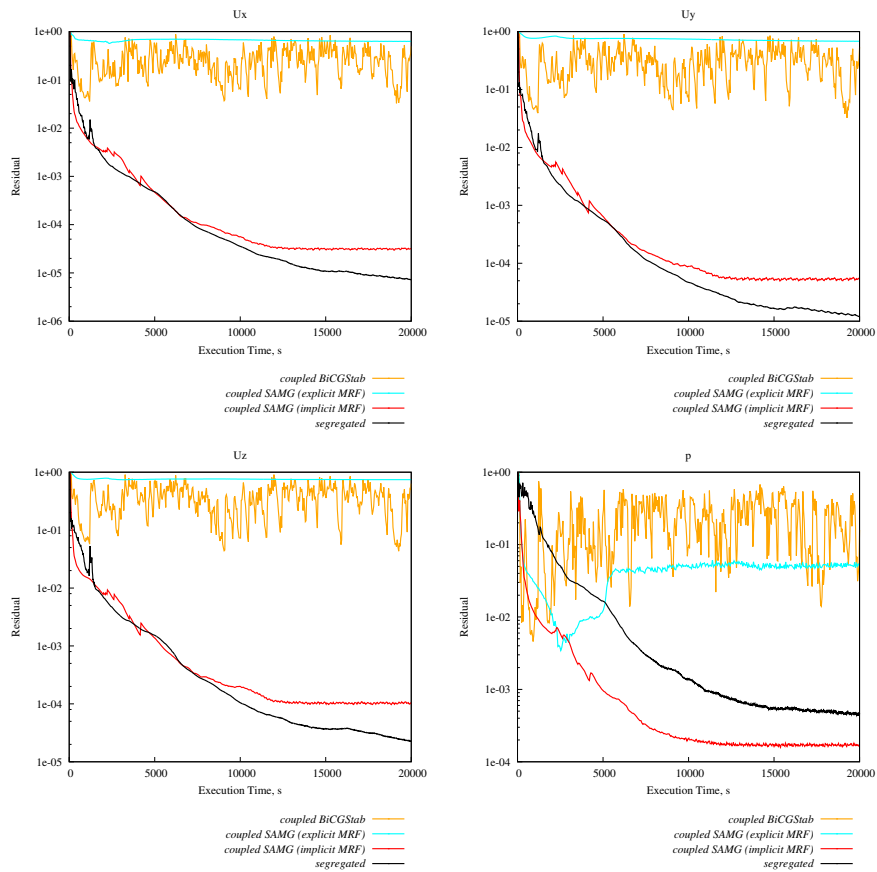 Ux
1e+00
1e-01
1e-02
1e-03
1e-04
1e-05
1e-06
Residual
0
5000
10000
15000
20000
Execution Time, s
coupled BiCGStab
coupled SAMG (explicit MRF)
coupled SAMG (implicit MRF)
segregated
Uy
1e+00
1e-01
1e-02
1e-03
1e-04
1e-05
Residual
0
5000
10000
15000
20000
Execution Time, s
coupled BiCGStab
coupled SAMG (explicit MRF)
coupled SAMG (implicit MRF)
segregated
Uz
1e+00
1e-01
1e-02
1e-03
1e-04
1e-05
Residual
0
5000
10000
15000
20000
Execution Time, s
coupled BiCGStab
coupled SAMG (explicit MRF)
coupled SAMG (implicit MRF)
segregated
p
1e+00
1e-01
1e-02
1e-03
1e-04
Residual
0
5000
10000
15000
20000
Execution Time, s
coupled BiCGStab
coupled SAMG (explicit MRF)
coupled SAMG (implicit MRF)
segregated